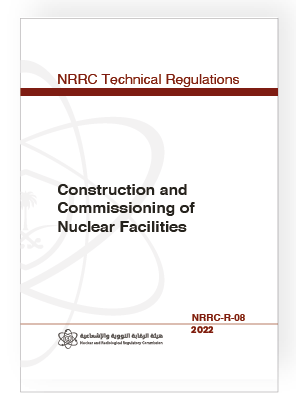 NRRC Technical Regulations
Construction and
Commissioning of
Nuclear Facilities
NRRC-R-08
2022
هيئة الرقابة النووية والإشعاعية
Nuclear and Radiological Regulatory Commission